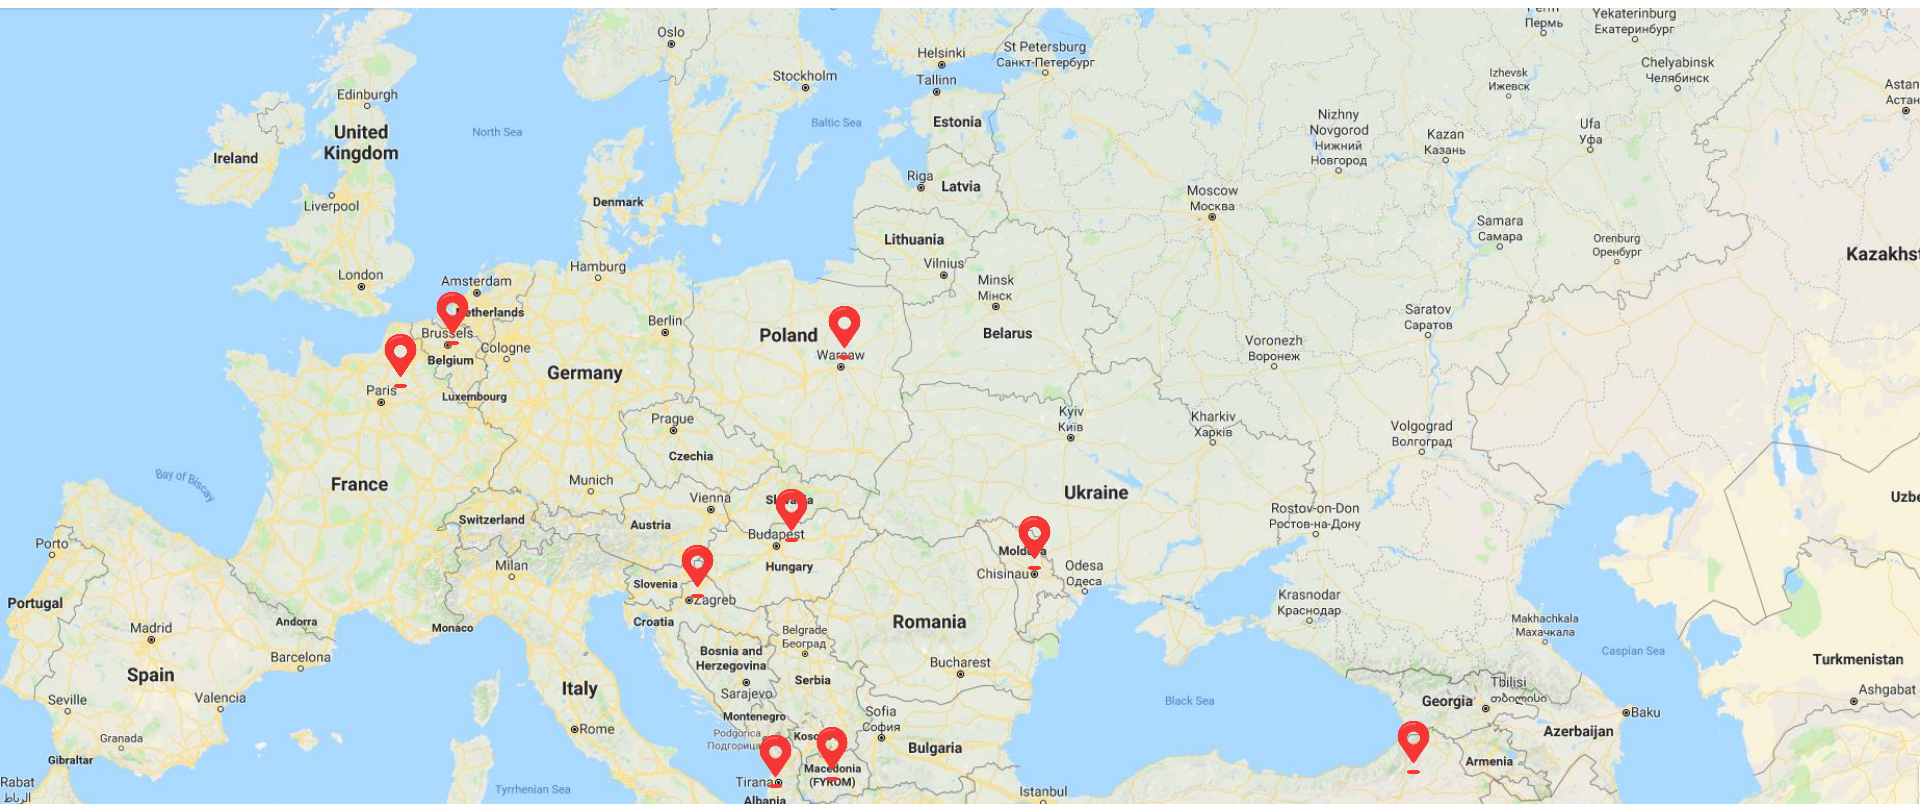 Oslo
Helsinki
St Petersburg
Санкт-Петербург
Пермь
Yekaterinburg
Екатеринбург
Stockholm
Tallinn
Izhevsk
Ижевск
Chelyabinsk
Челябинск
Astan
Астан
Edinburgh
United
Kingdom
North Sea
Baltic Sea
Estonia
Nizhny
Novgorod
Нижний
Новгород
Kazan
Казань
Ufa
Уфа
Ireland
Riga
Latvia
Moscow
Москва
Liverpool
Denmark
Samara
Самара
Lithuania
Orenburg
Оренбург
Kazakhst
London
Amsterdam
Hamburg
Vilnius
Minsk
Мінск
etherlands
Brussels
Berlin
Poland
Belarus
Saratov
Саратов
Belgium
Cologne
Warsaw
Voronezh
Воронеж
Germany
Paris
Luxembourg
Prague
Kyiv
Київ
Kharkiv
Харків
Volgograd
Волгоград
Czechia
Bay of Biscay
France
Munich
Vienna
Ukraine
Uzbe
Switzerland
Austria
Rostov-on-Don
Ростов-на-Дону
Porto
Budapest
Milan
Hungary
Chisinau
Odesa
Одеса
Portugal
Slovenia
Zagreb
Krasnodar
Краснодар
Madrid
Andorra
Monaco
Croatia
Belgrade
Београд
Romania
Makhachkala
Махачкала
Barcelona
Bosnia and
Herzegovina
Bucharest
Caspian Sea
Turkmenistan
Spain
Italy
Serbia
Sarajevo
Tbilisi
თბილისი
Georgia
Ashgabat
Seville
Valencia
Montenegro
Sofia
София
Black Sea
Baku
Granada
Rome
Podgorica
Подгорица
Bulgaria
Azerbaijan
Gibraltar
Macedonia
(FYROM)
Armenia
Rabat
الرباط
Tyrrhenian Sea
Tirana
Albania
Istanbul